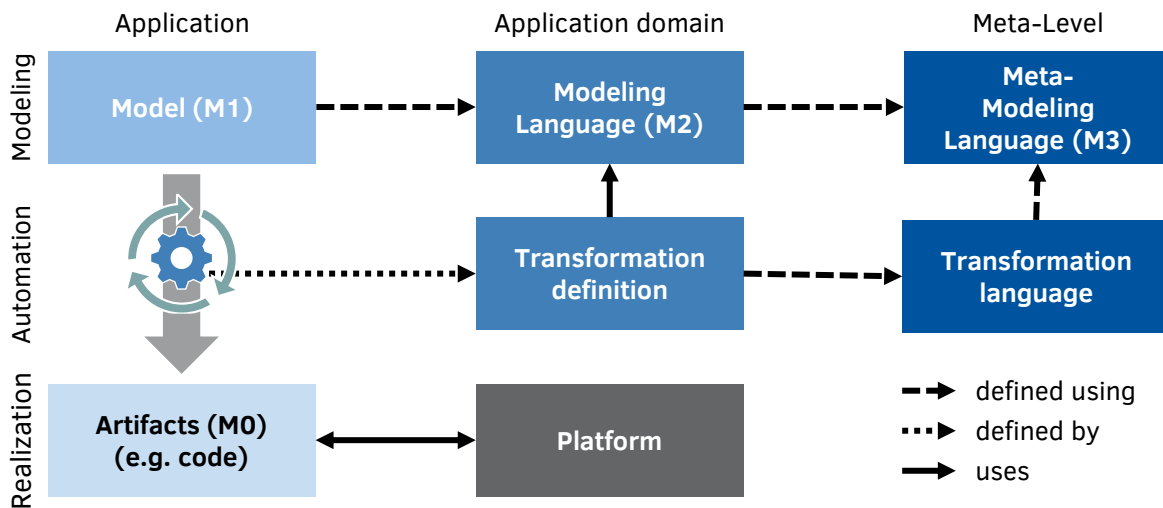 Application
Application domain
Meta-Level
Modeling
Model (M1)
Modeling
Language (M2)
Meta-
Modeling
Language (M3)
Automation
Transformation
definition
Transformation
language
Realization
Artifacts (M0)
(e.g. code)
Platform
defined using
defined by
uses